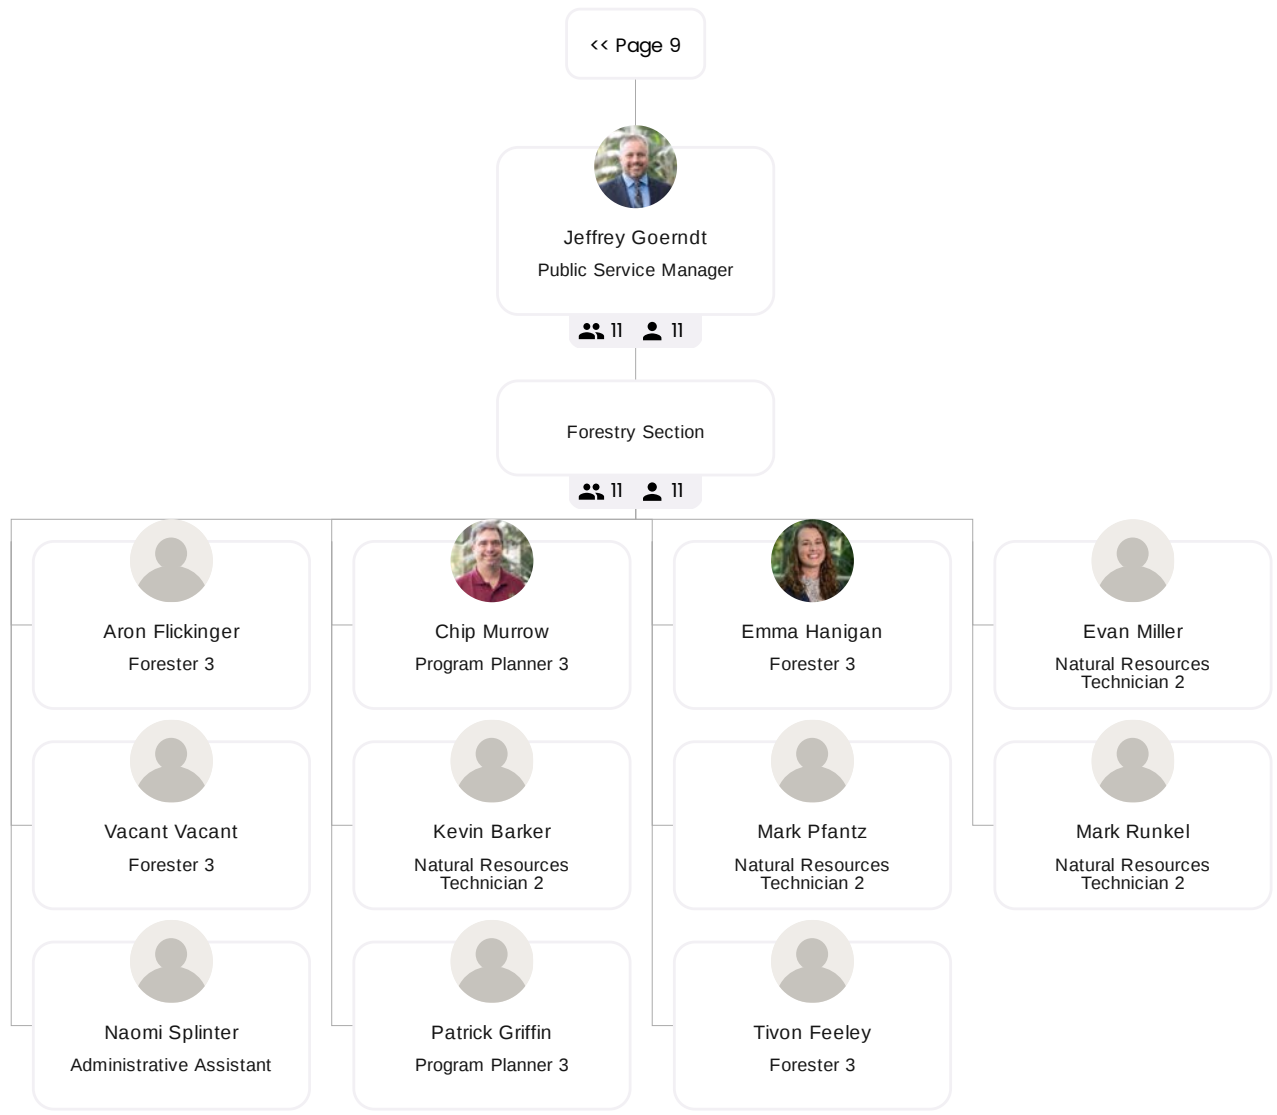 << Page 9
Jeffrey Goerndt
Public Service Manager
11 11
Forestry Section
11 11
Aron Flickinger
Forester 3
Chip Murrow
Program Planner 3
Emma Hanigan
Forester 3
Evan Miller
Natural Resources
Technician 2
Vacant Vacant
Forester 3
Kevin Barker
Natural Resources
Technician 2
Mark Pfantz
Natural Resources
Technician 2
Mark Runkel
Natural Resources
Technician 2
Naomi Splinter
Administrative Assistant
Patrick Griffin
Program Planner 3
Tivon Feeley
Forester 3